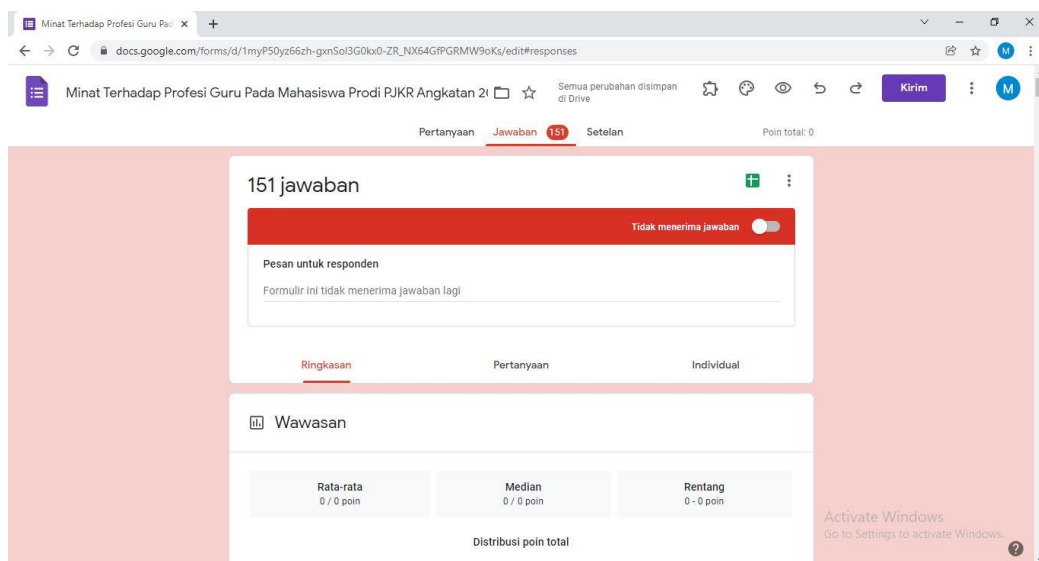 Minat Terhadap Profesi Guru Pad
docs.google.com/forms/d/1myP50yz66zh-gxnSoI3G0kx0-ZR_NX64GfPGRMW9oKs/edit#responses
M
Minat Terhadap Profesi Guru Pada Mahasiswa Prodi PJKR Angkatan 2
Semua perubahan disimpan
di Drive
Kirim
M
Pertanyaan Jawaban 151 Setelan
Poin total: 0
151 jawaban
Tidak menerima jawaban
Pesan untuk responden
Formulir ini tidak menerima jawaban lagi
Ringkasan Pertanyaan Individual
Wawasan
Rata-rata Median Rentang
0 / 0 poin 0 / 0 poin 0 - 0 poin
Distribusi poin total
Activate Windows
Go to Settings to activate Windows.